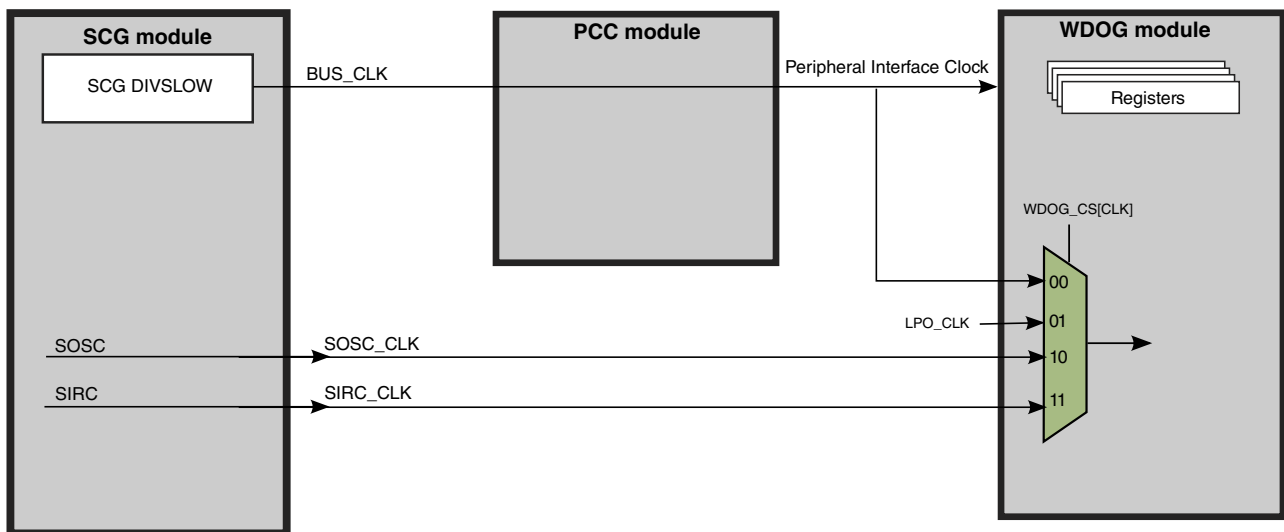 SCG module
PCC module
WDOG module
SCG DIVSLOW
BUS_CLK
Peripheral Interface Clock
Registers
WDOG_CS[CLK]
00
LPO_CLK
01
SOSC
SOSC_CLK
10
SIRC
SIRC_CLK
11